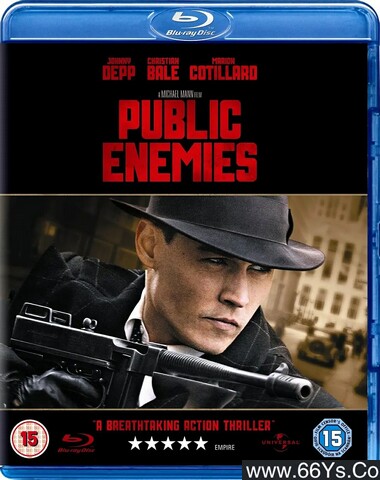 Blu-ray Disc
JOHNNY DEPP CHRISTIAN BALE MARION COTILLARD
A MICHAEL MANN FILM
PUBLIC
ENEMIES
"A BREATHTAKING ACTION THRILLER"
★★★★★ EMPIRE
15
UNIVERSAL
15
www.66Ys.Co